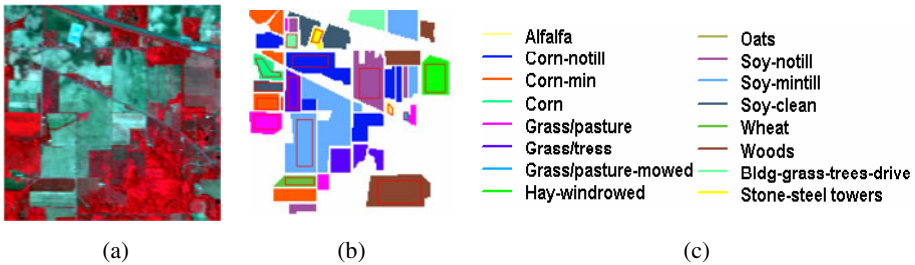 Alfalfa
Corn-notill
Corn-min
Corn
Grass/pasture
Grass/tress
Grass/pasture-mowed
Hay-windrowed
Oats
Soy-notill
Soy-mintill
Soy-clean
Wheat
Woods
Bldg-grass-trees-drive
Stone-steel towers
(a)
(b)
(c)